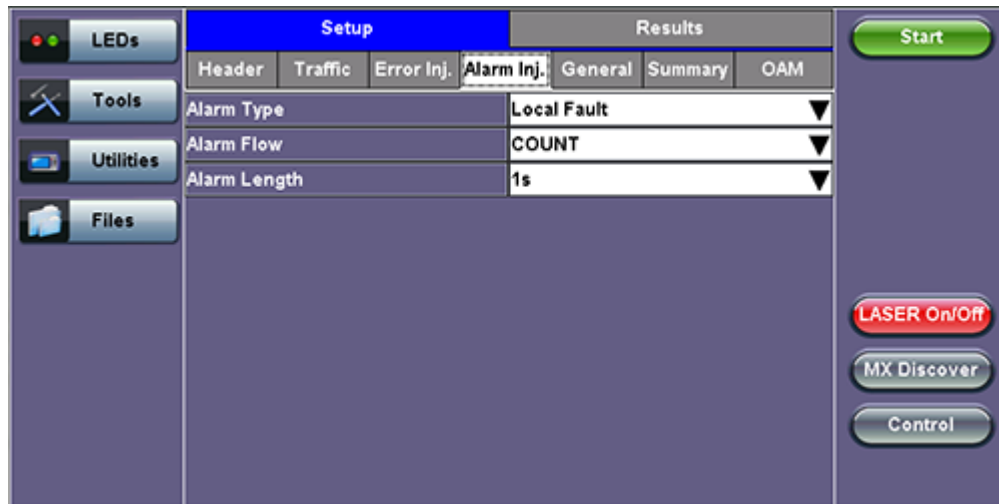 LEDs
Tools
Utilities
Files
Setup Results
Header Traffic Error Inj. Alarm Inj. General Summary OAM
Alarm Type Local Fault
Alarm Flow COUNT
Alarm Length 1s
Start
LASER On/Off
MX Discover
Control